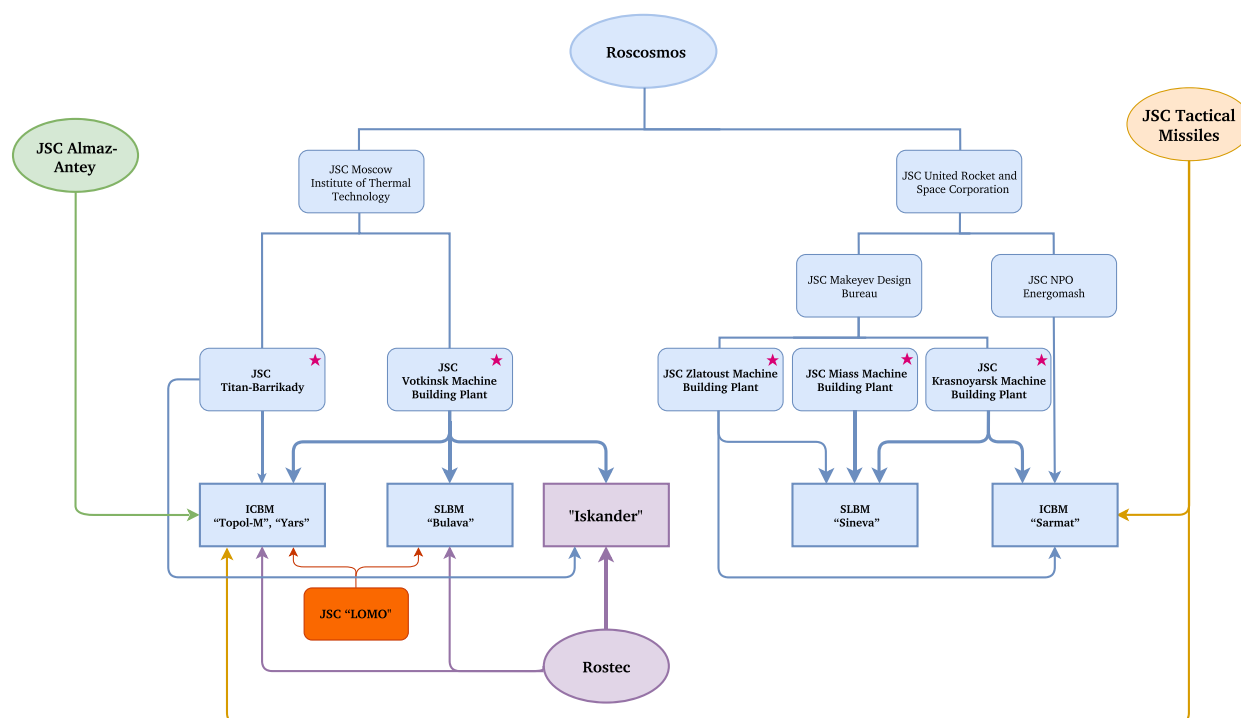 Roscosmos
JSC Almaz-
Antey
JSC Tactical
Missiles
JSC Moscow
Institute of Thermal
Technology
JSC United Rocket and
Space Corporation
JSC Makeyev Design
Bureau
JSC NPO
Energomash
JSC
Titan-Barrikady
JSC
Votkinsk Machine
Building Plant
JSC Zlatoust Machine
Building Plant
JSC Miass Machine
Building Plant
JSC
Krasnoyarsk Machine
Building Plant
ICBM
“Topol-M”, “Yars”
SLBM
“Bulava”
"Iskander"
SLBM
“Sineva”
ICBM
“Sarmat”
JSC “LOMO"
Rostec